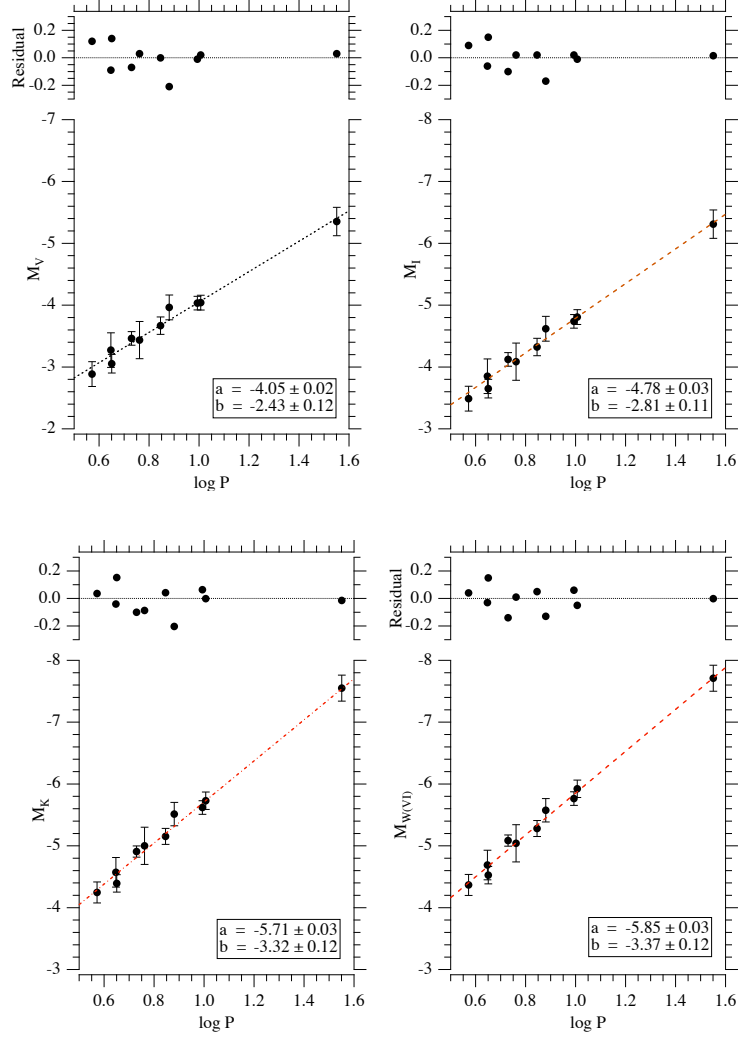 Residual
0.2
0.0
-0.2
0.2
0.0
-0.2
-7
-6
-5
-4
-3
-2
M_V
a = -4.05 ± 0.02
b = -2.43 ± 0.12
0.6 0.8 1.0 1.2 1.4 1.6
log P
-8
-7
-6
-5
-4
-3
M_I
a = -4.78 ± 0.03
b = -2.81 ± 0.11
0.6 0.8 1.0 1.2 1.4 1.6
log P
0.2
0.0
-0.2
Residual
0.2
0.0
-0.2
-8
-7
-6
-5
-4
-3
M_K
a = -5.71 ± 0.03
b = -3.32 ± 0.12
0.6 0.8 1.0 1.2 1.4 1.6
log P
-8
-7
-6
-5
-4
-3
M_W(VI)
a = -5.85 ± 0.03
b = -3.37 ± 0.12
0.6 0.8 1.0 1.2 1.4 1.6
log P